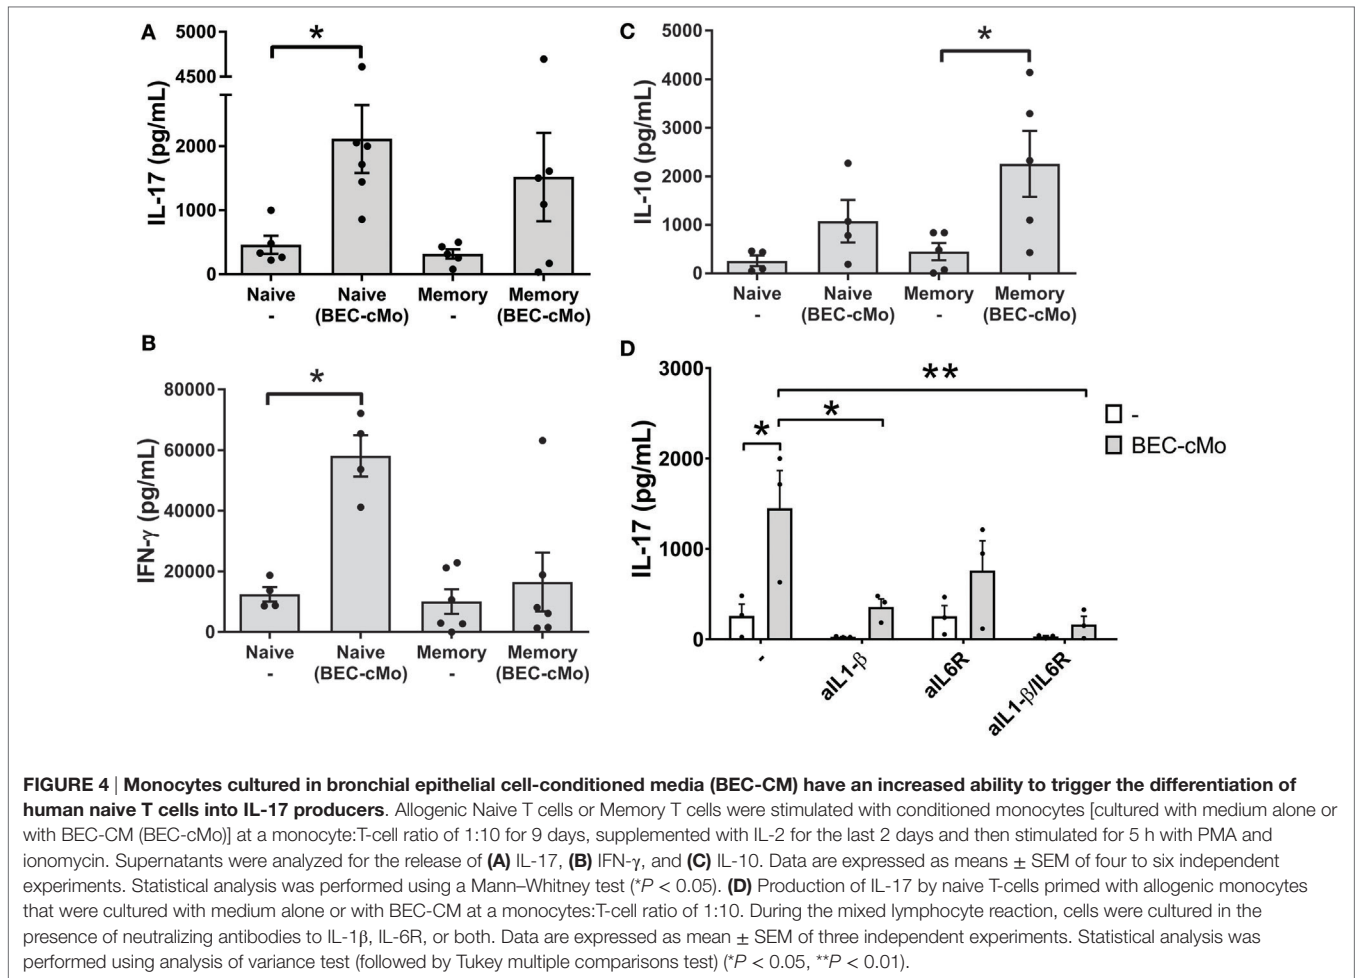 A
5000
4500
2000
1000
0
IL-17 (pg/mL)
*
Naive
-
Naive
(BEC-cMo)
Memory
-
Memory
(BEC-cMo)
C
5000
4000
3000
2000
1000
0
IL-10 (pg/mL)
*
Naive
-
Naive
(BEC-cMo)
Memory
-
Memory
(BEC-cMo)
B
80000
60000
40000
20000
0
IFN-γ (pg/mL)
*
Naive
-
Naive
(BEC-cMo)
Memory
-
Memory
(BEC-cMo)
D
3000
2000
1000
0
IL-17 (pg/mL)
*
*
**
-
BEC-cMo
-
aIL1-β
aIL6R
aIL1-β/IL6R
FIGURE 4 | Monocytes cultured in bronchial epithelial cell-conditioned media (BEC-CM) have an increased ability to trigger the differentiation of
human naive T cells into IL-17 producers. Allogenic Naive T cells or Memory T cells were stimulated with conditioned monocytes [cultured with medium alone or
with BEC-CM (BEC-cMo)] at a monocyte:T-cell ratio of 1:10 for 9 days, supplemented with IL-2 for the last 2 days and then stimulated for 5 h with PMA and
ionomycin. Supernatants were analyzed for the release of (A) IL-17, (B) IFN-γ, and (C) IL-10. Data are expressed as means ± SEM of four to six independent
experiments. Statistical analysis was performed using a Mann–Whitney test (*P < 0.05). (D) Production of IL-17 by naive T-cells primed with allogenic monocytes
that were cultured with medium alone or with BEC-CM at a monocytes:T-cell ratio of 1:10. During the mixed lymphocyte reaction, cells were cultured in the
presence of neutralizing antibodies to IL-1β, IL-6R, or both. Data are expressed as mean ± SEM of three independent experiments. Statistical analysis was
performed using analysis of variance test (followed by Tukey multiple comparisons test) (*P < 0.05, **P < 0.01).